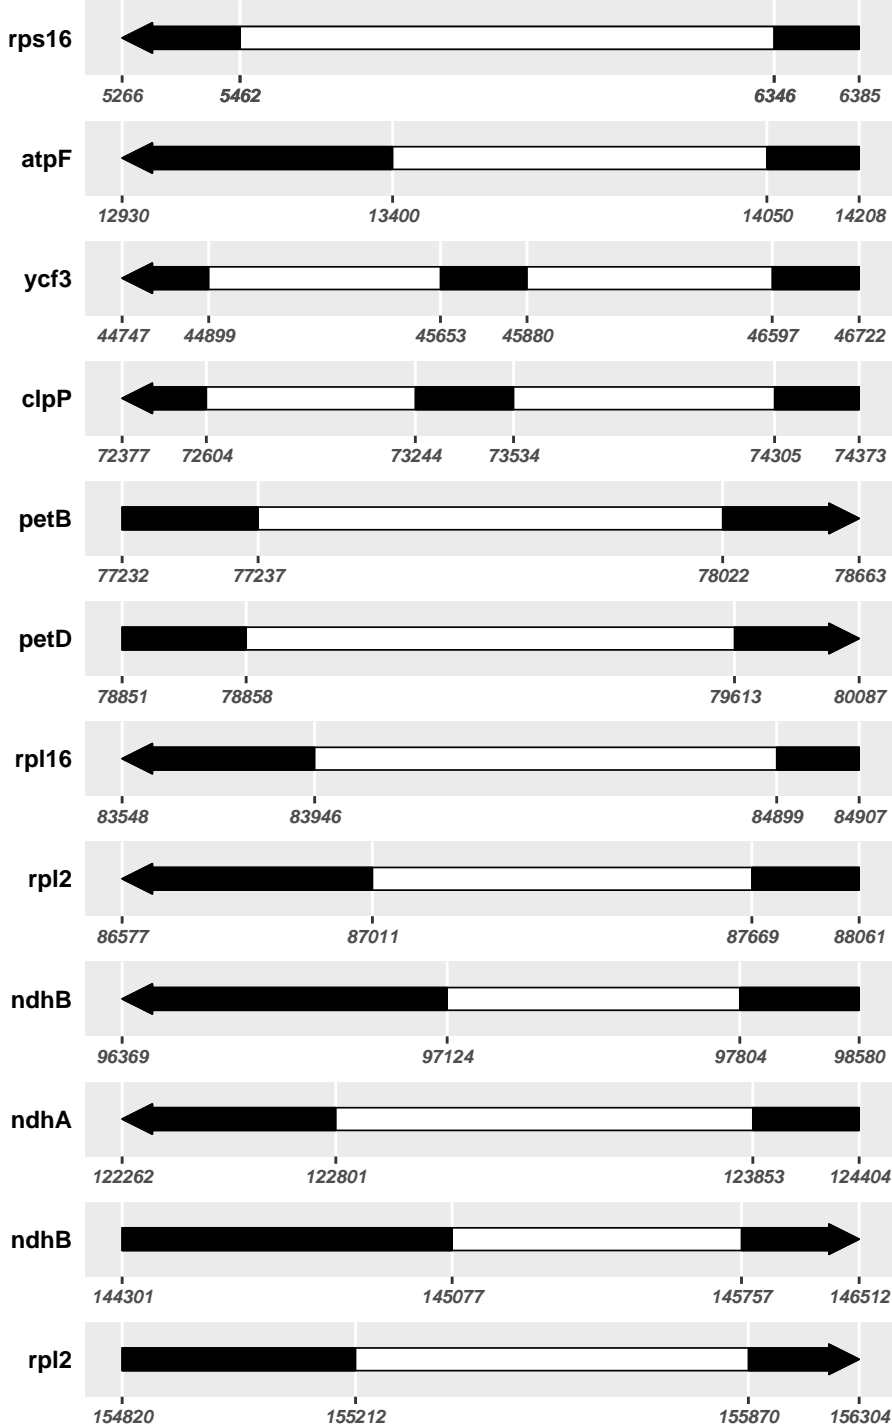 rps16
5266 5462 6346 6385
atpF
12930 13400 14050 14208
ycf3
44747 44899 45653 45880 46597 46722
clpP
72377 72604 73244 73534 74305 74373
petB
77232 77237 78022 78663
petD
78851 78858 79613 80087
rpl16
83548 83946 84899 84907
rpl2
86577 87011 87669 88061
ndhB
96369 97124 97804 98580
ndhA
122262 122801 123853 124404
ndhB
144301 145077 145757 146512
rpl2
154820 155212 155870 156304